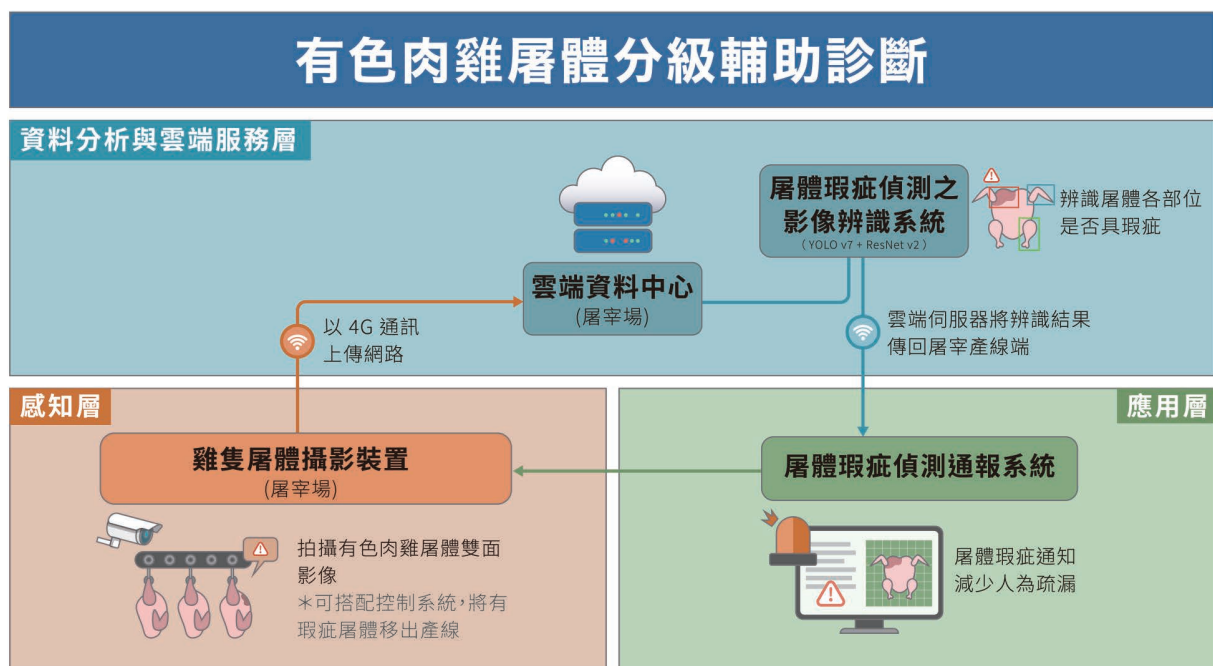 有色肉雞屠體分級輔助診斷
資料分析與雲端服務層
屠體瑕疵偵測之
影像辨識系統
（YOLO v7 + ResNet v2）
辨識屠體各部位
是否具瑕疵
雲端資料中心
(屠宰場)
以 4G 通訊
上傳網路
雲端伺服器將辨識結果
傳回屠宰產線端
感知層
雞隻屠體攝影裝置
(屠宰場)
拍攝有色肉雞屠體雙面
影像
＊可搭配控制系統，將有
瑕疵屠體移出產線
應用層
屠體瑕疵偵測通報系統
屠體瑕疵通知
減少人為疏漏